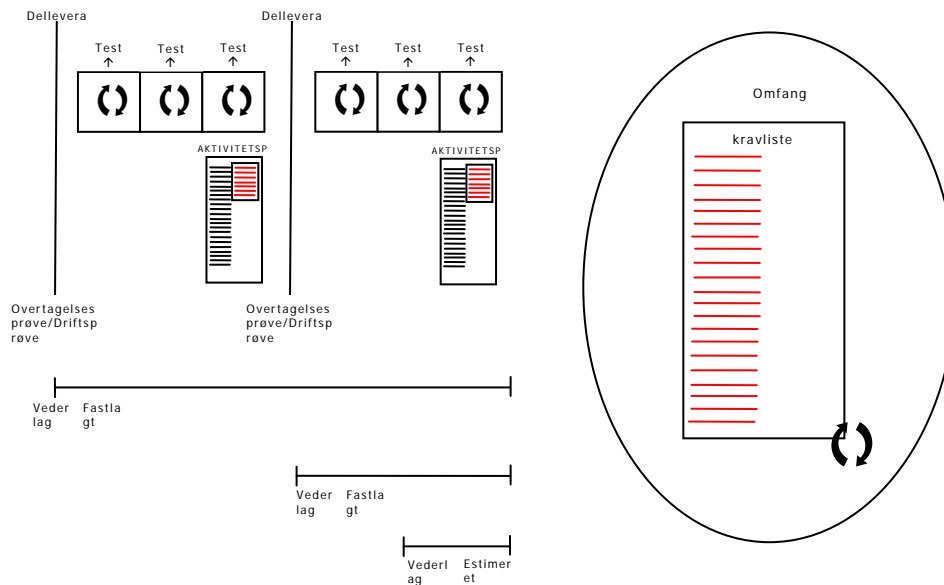 Dellevera
Dellevera
Test
Test
Test
Test
Test
Test
AKTIVITETSP
AKTIVITETSP
Overtagelses
prøve/Driftsp
røve
Overtagelses
prøve/Driftsp
røve
Veder
lag
Fastla
gt
Veder
lag
Fastla
gt
Vederl
ag
Estimer
et
Omfang
kravliste